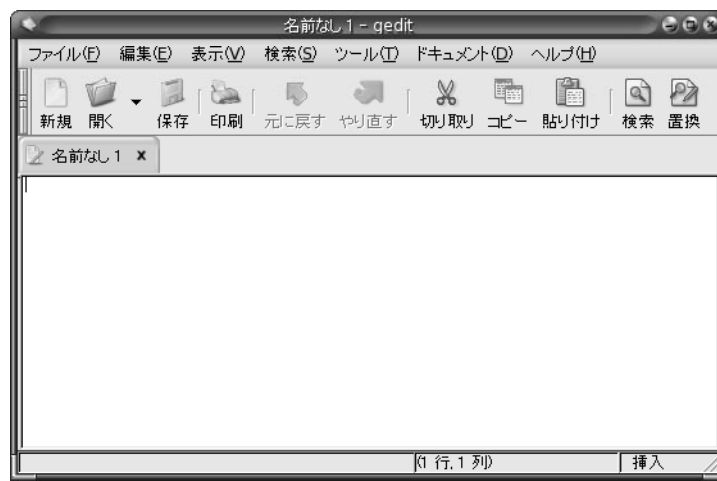 名前なし 1 - gedit
ファイル(F) 編集(E) 表示(V) 検索(S) ツール(T) ドキュメント(D) ヘルプ(H)
新規 開く 保存 印刷 元に戻す やり直す 切り取り コピー 貼り付け 検索 置換
名前なし 1 x
(1 行, 1 列) 挿入